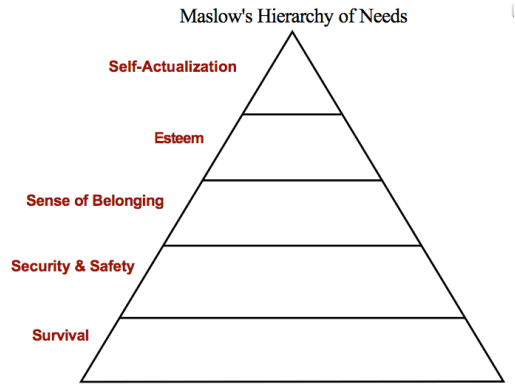 Maslow's Hierarchy of Needs
Self-Actualization
Esteem
Sense of Belonging
Security & Safety
Survival